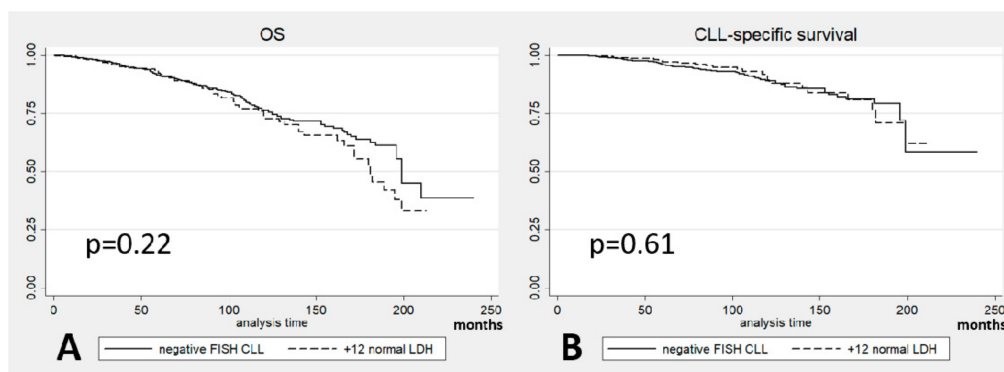 OS
1.00
0.75
0.50
0.25
0.00
p=0.22
0 50 100 150 200 250
analysis time months
A
negative FISH CLL +12 normal LDH
CLL-specific survival
1.00
0.75
0.50
0.25
0.00
p=0.61
0 50 100 150 200 250
analysis time months
B
negative FISH CLL +12 normal LDH